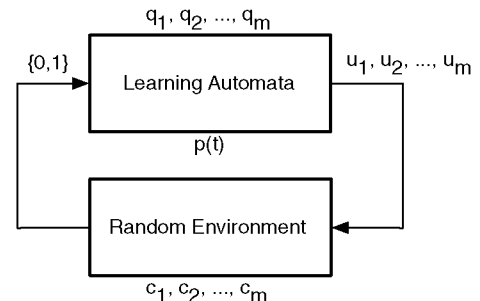 q1, q2, ..., qm
{0,1}
u1, u2, ..., um
Learning Automata
p(t)
Random Environment
c1, c2, ..., cm